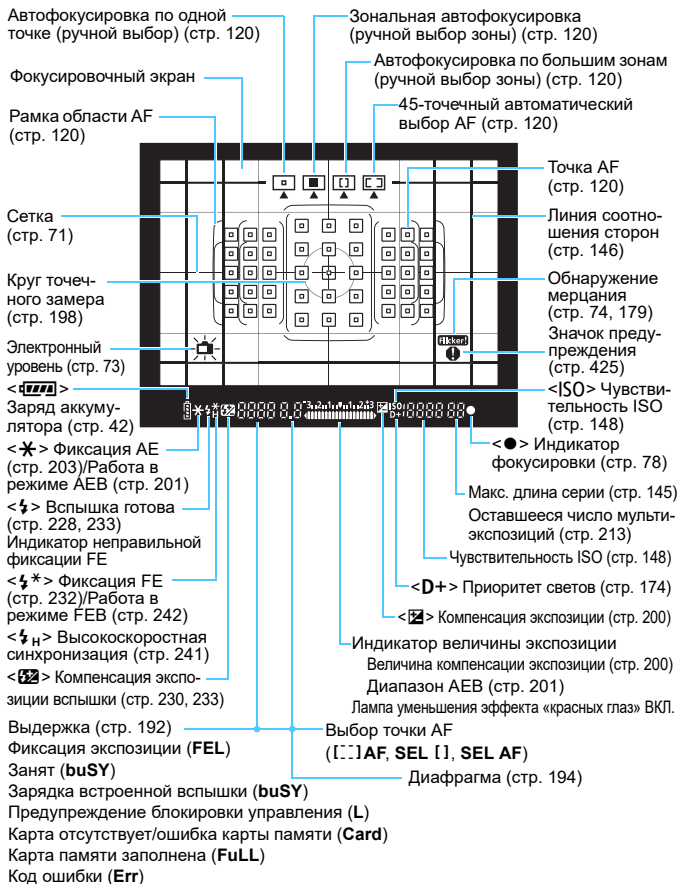 Автофокусировка по одной
точке (ручной выбор) (стр. 120)
Зональная автофокусировка
(ручной выбор зоны) (стр. 120)
Автофокусировка по большим зонам
(ручной выбор зоны) (стр. 120)
Фокусировочный экран
45-точечный автоматический
выбор AF (стр. 120)
Рамка области AF
(стр. 120)
Точка AF
(стр. 120)
Сетка
(стр. 71)
Линия соотно-
шения сторон
(стр. 146)
Круг точеч-
ного замера
(стр. 198)
Обнаружение
мерцания
(стр. 74, 179)
Flicker!
Электронный
уровень (стр. 73)
Значок преду-
преждения
(стр. 425)
< >
Заряд аккуму-
лятора (стр. 42)
<ISO> Чувстви-
тельность ISO
(стр. 148)
3..2..1..▪..1..2..3
ISO
D+
H
<✱> Фиксация AE
(стр. 203)/Работа в
режиме AEB (стр. 201)
<●> Индикатор
фокусировки (стр. 78)
<⚡> Вспышка готова
(стр. 228, 233)
Индикатор неправильной
фиксации FE
Макс. длина серии (стр. 145)
Оставшееся число мульти-
экспозиций (стр. 213)
Чувствительность ISO (стр. 148)
<⚡*> Фиксация FE
(стр. 232)/Работа в
режиме FEB (стр. 242)
<D+> Приоритет светов (стр. 174)
< > Компенсация экспозиции (стр. 200)
<⚡H> Высокоскоростная
синхронизация (стр. 241)
Индикатор величины экспозиции
Величина компенсации экспозиции (стр. 200)
Диапазон AEB (стр. 201)
Лампа уменьшения эффекта «красных глаз» ВКЛ.
< > Компенсация экспо-
зиции вспышки (стр. 230, 233)
Выдержка (стр. 192)
Фиксация экспозиции (FEL)
Занят (buSY)
Зарядка встроенной вспышки (buSY)
Предупреждение блокировки управления (L)
Карта отсутствует/ошибка карты памяти (Card)
Карта памяти заполнена (FuLL)
Код ошибки (Err)
Выбор точки AF
([ ] AF, SEL [ ], SEL AF)
Диафрагма (стр. 194)